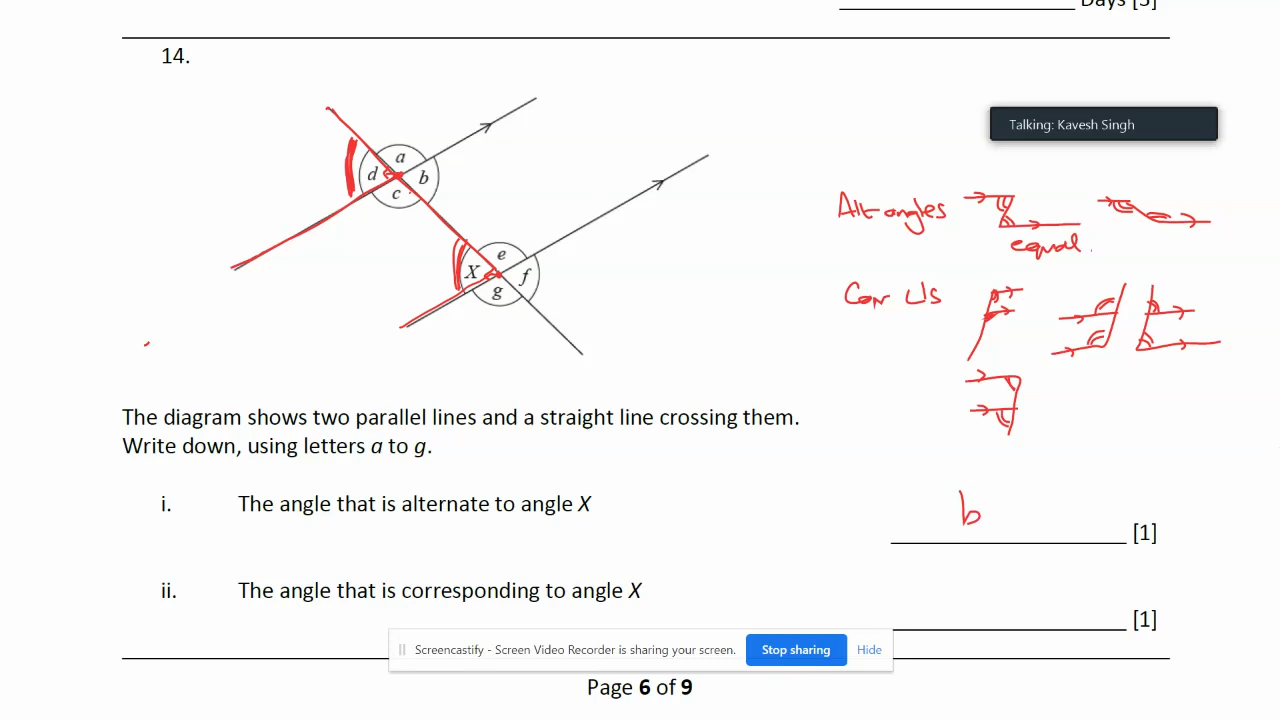 Days [3]
14.
Talking: Kavesh Singh
a
d
b
c
Alt angles
equal
e
X
f
g
Corr ∠s
The diagram shows two parallel lines and a straight line crossing them.
Write down, using letters a to g.
i. The angle that is alternate to angle X
b
[1]
ii. The angle that is corresponding to angle X
[1]
Screencastify - Screen Video Recorder is sharing your screen. Stop sharing Hide
Page 6 of 9